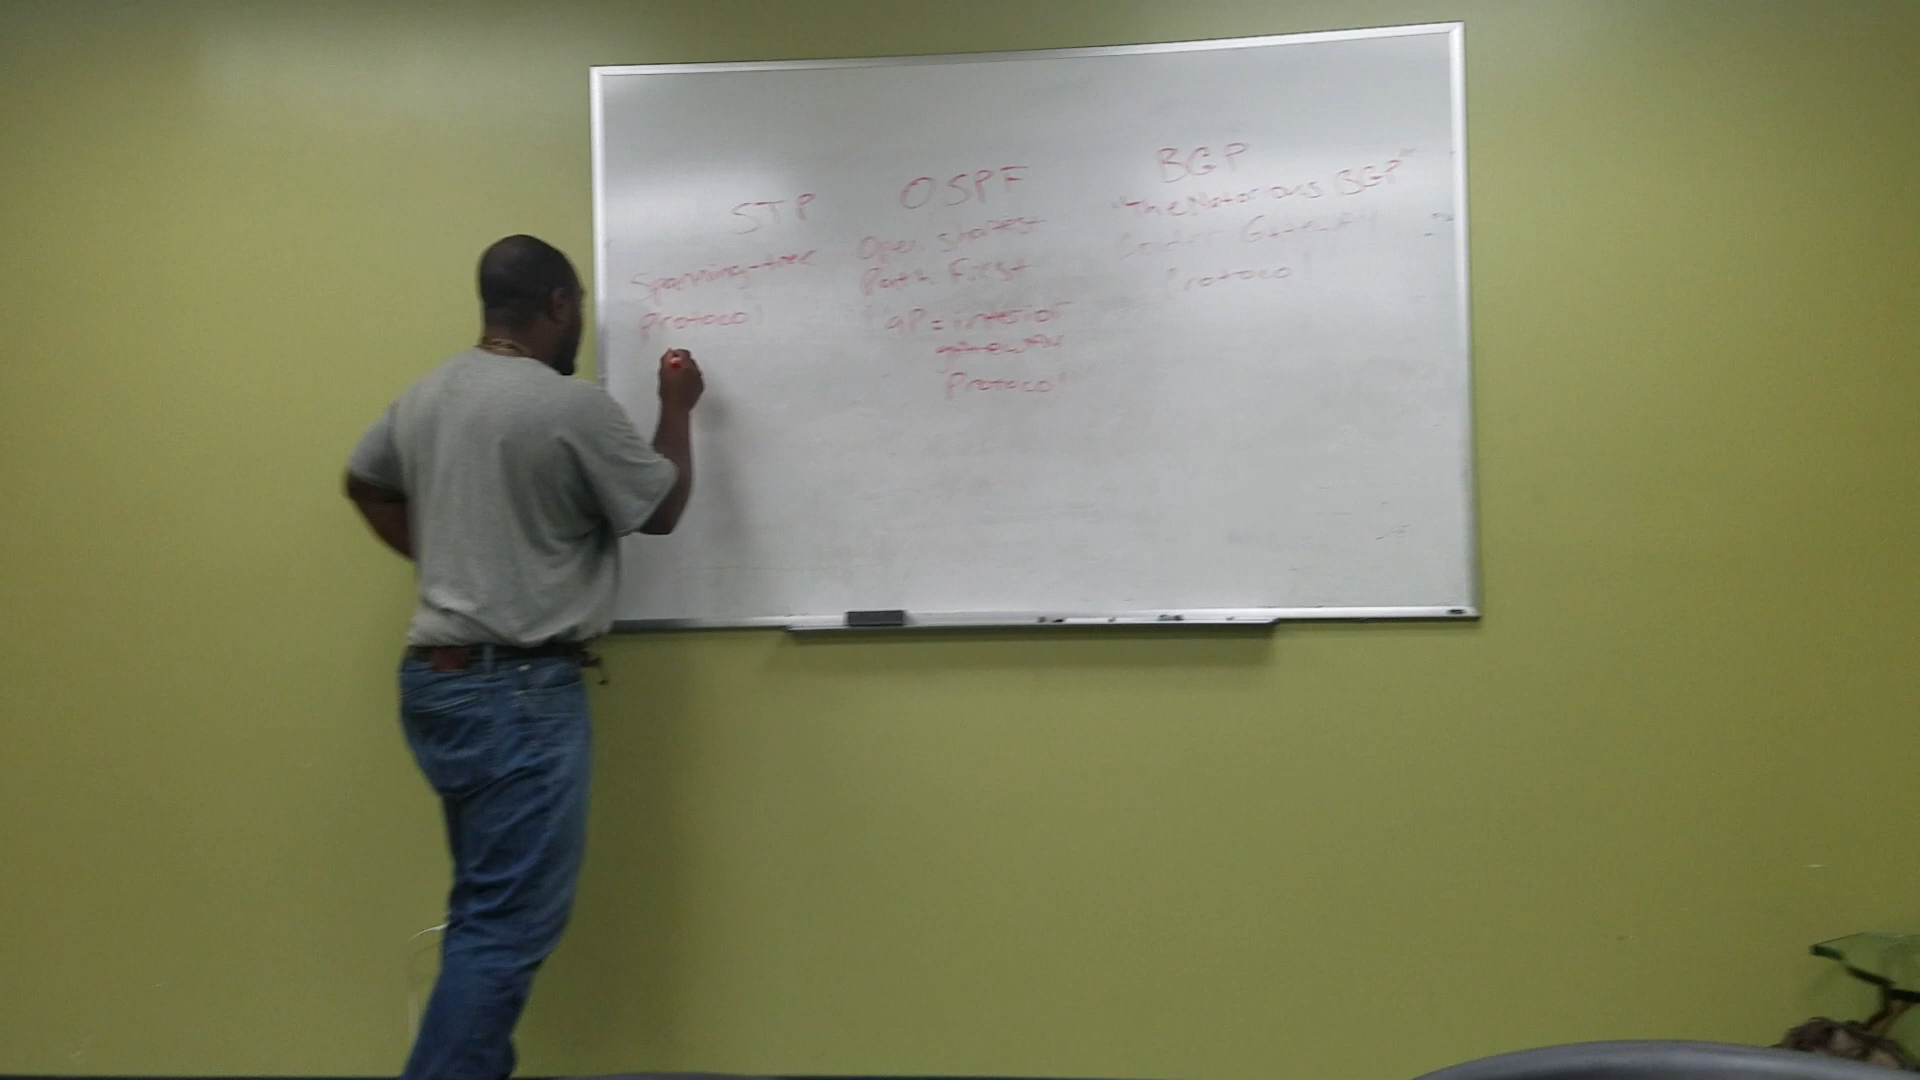 STP
Spanning-tree
Protocol
OSPF
Open shortest
Path First
IGP = interior
gateway
Protocol
BGP
"The Notorious BGP"
Border Gateway
Protocol